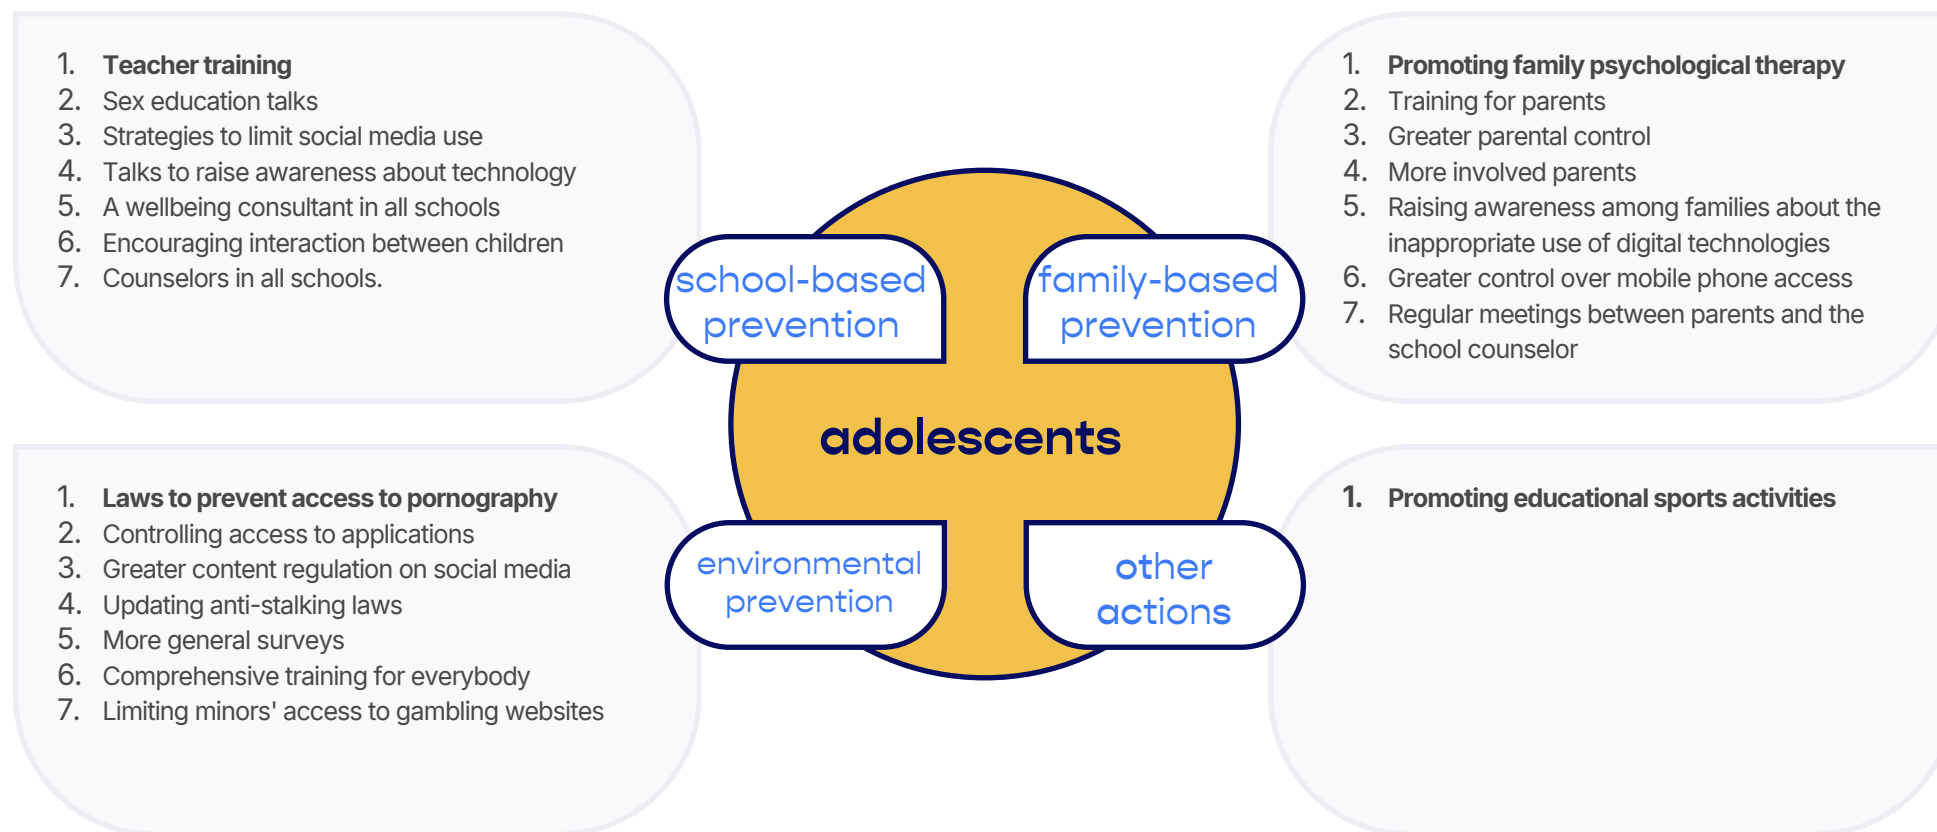 1. Teacher training
2. Sex education talks
3. Strategies to limit social media use
4. Talks to raise awareness about technology
5. A wellbeing consultant in all schools
6. Encouraging interaction between children
7. Counselors in all schools.
1. Promoting family psychological therapy
2. Training for parents
3. Greater parental control
4. More involved parents
5. Raising awareness among families about the
inappropriate use of digital technologies
6. Greater control over mobile phone access
7. Regular meetings between parents and the
school counselor
school-based
prevention
family-based
prevention
adolescents
environmental
prevention
other
actions
1. Laws to prevent access to pornography
2. Controlling access to applications
3. Greater content regulation on social media
4. Updating anti-stalking laws
5. More general surveys
6. Comprehensive training for everybody
7. Limiting minors' access to gambling websites
1. Promoting educational sports activities